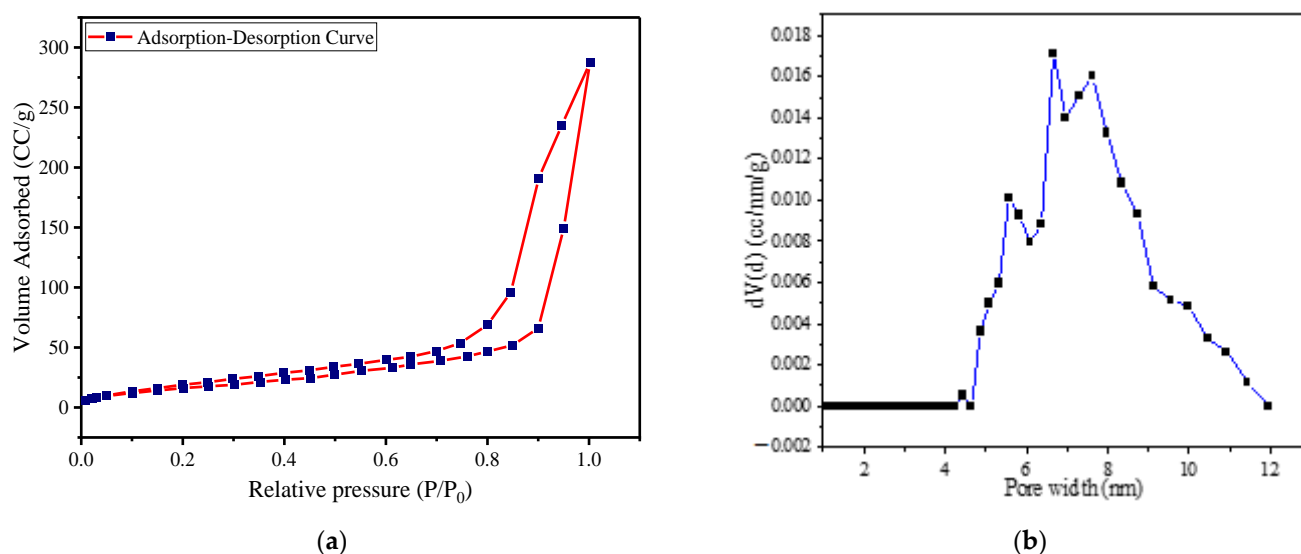 Adsorption-Desorption Curve
Volume Adsorbed (CC/g)
300
250
200
150
100
50
0
0.0 0.2 0.4 0.6 0.8 1.0
Relative pressure (P/P0)
(a)
dV(d) (cc/nm/g)
0.018
0.016
0.014
0.012
0.010
0.008
0.006
0.004
0.002
0.000
−0.002
2 4 6 8 10 12
Pore width (nm)
(b)